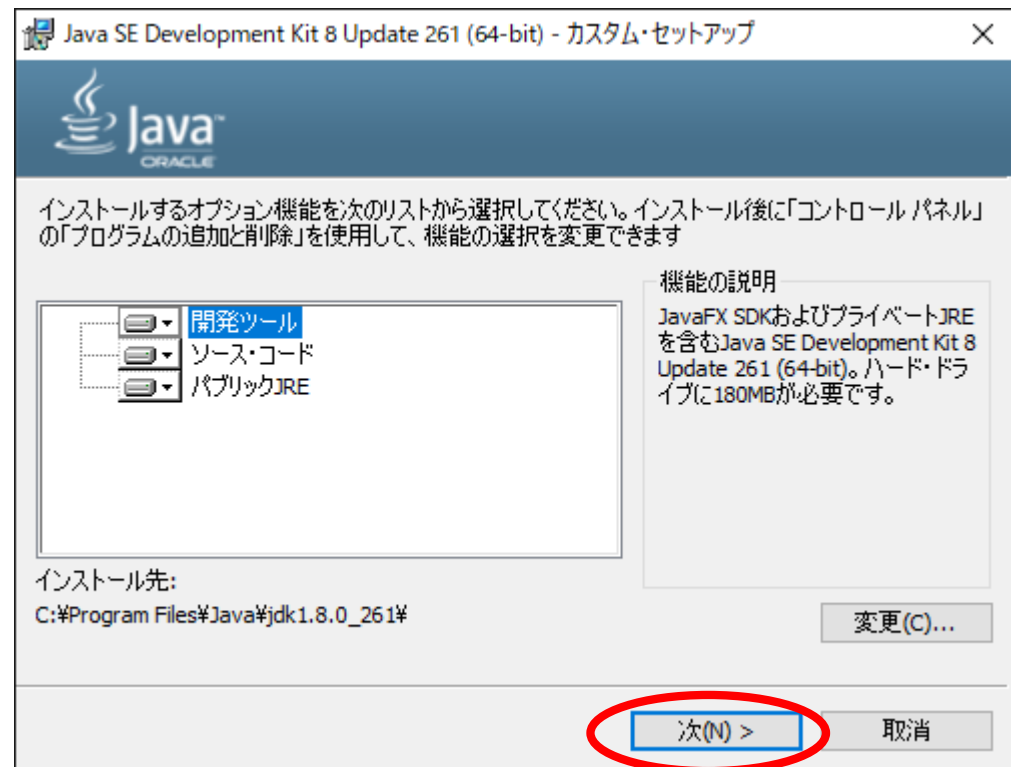 Java SE Development Kit 8 Update 261 (64-bit) - カスタム・セットアップ
Java™
ORACLE
インストールするオプション機能を次のリストから選択してください。インストール後に「コントロール パネル」
の「プログラムの追加と削除」を使用して、機能の選択を変更できます
開発ツール
ソース・コード
パブリックJRE
機能の説明
JavaFX SDKおよびプライベートJRE
を含むJava SE Development Kit 8
Update 261 (64-bit)。ハード・ドラ
イブに180MBが必要です。
インストール先:
C:¥Program Files¥Java¥jdk1.8.0_261¥
変更(C)...
次(N) >
取消